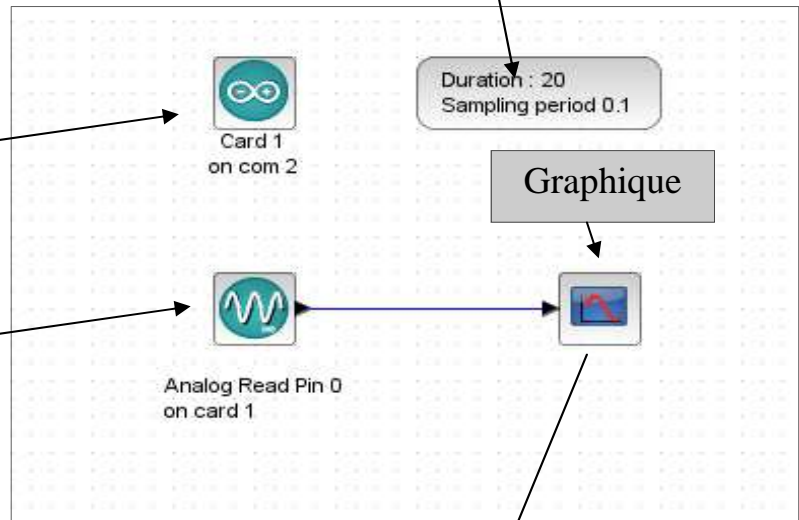 Duration : 20
Sampling period 0.1
Card 1
on com 2
Graphique
Analog Read Pin 0
on card 1